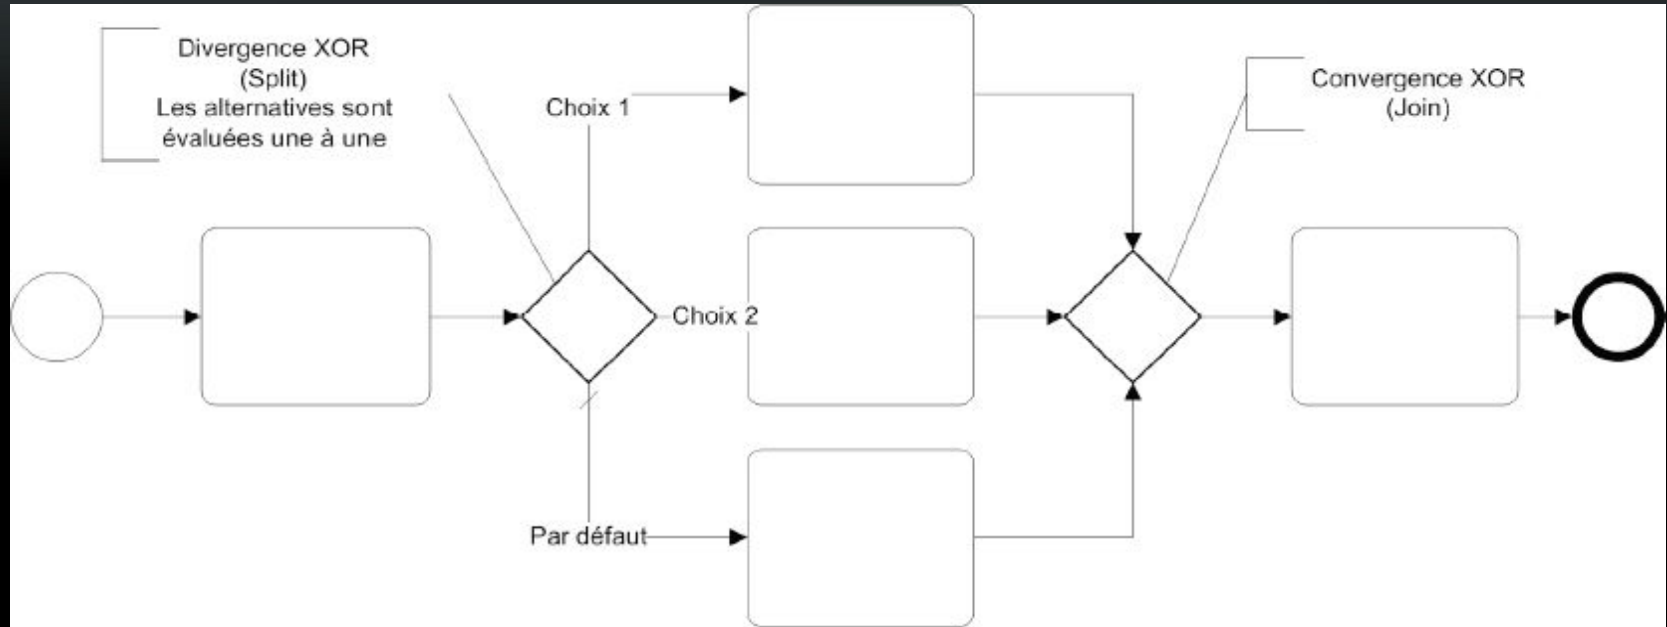 Divergence XOR
(Split)
Les alternatives sont
évaluées une à une
Choix 1
Convergence XOR
(Join)
Choix 2
Par défaut